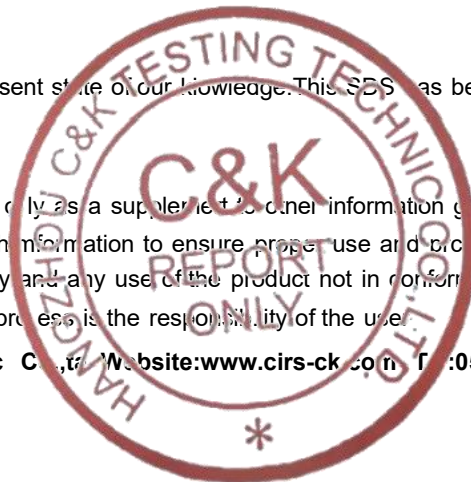 sent state of our knowledge.This SDS has be
only as a supplement to other information g
information to ensure proper use and
y and any use of the product not in conform
process is the responsibility of the user
Website:www.cirs-ck.com
HANGZHOU C&K TESTING TECHNIC CO.,LTD.
C&K
REPORT
ONLY